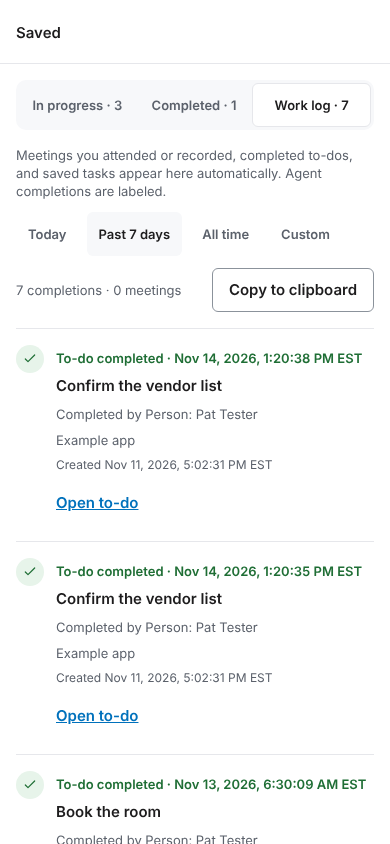 Saved
In progress · 3
Completed · 1
Work log · 7
Meetings you attended or recorded, completed to-dos,
and saved tasks appear here automatically. Agent
completions are labeled.
Today
Past 7 days
All time
Custom
7 completions · 0 meetings
Copy to clipboard
To-do completed · Nov 14, 2026, 1:20:38 PM EST
Confirm the vendor list
Completed by Person: Pat Tester
Example app
Created Nov 11, 2026, 5:02:31 PM EST
Open to-do
To-do completed · Nov 14, 2026, 1:20:35 PM EST
Confirm the vendor list
Completed by Person: Pat Tester
Example app
Created Nov 11, 2026, 5:02:31 PM EST
Open to-do
To-do completed · Nov 13, 2026, 6:30:09 AM EST
Book the room
Completed by Person: Pat Tester